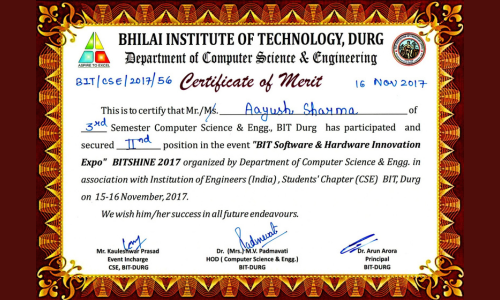 BHILAI INSTITUTE OF TECHNOLOGY, DURG
Department of Computer Science & Engineering
ASPIRE TO EXCEL
BIT/CSE/2017/56 Certificate of Merit 16 NOV 2017
This is to certify that Mr./Ms. Aayush Sharma of
3rd Semester Computer Science & Engg., BIT Durg has participated and
secured IInd position in the event "BIT Software & Hardware Innovation
Expo" BITSHINE 2017 organized by Department of Computer Science & Engg. in
association with Institution of Engineers (India) , Students' Chapter (CSE) BIT, Durg
on 15-16 November, 2017.
We wish him/her success in all future endeavours.
Padmavati
Mr. Kauleshwar Prasad Dr. (Mrs.) M.V. Padmavati Dr. Arun Arora
Event Incharge HOD ( Computer Science & Engg.) Principal
CSE, BIT-DURG BIT-DURG BIT-DURG